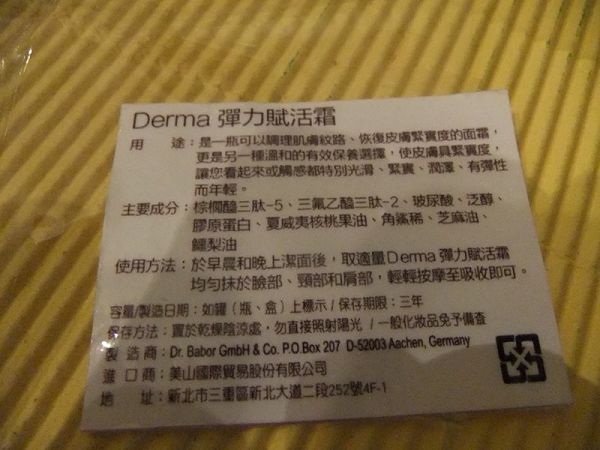 Derma 彈力賦活霜
用　途：是一瓶可以調理肌膚紋路、恢復皮膚緊實度的面霜，
更是另一種溫和的有效保養選擇，使皮膚具緊實度，
讓您看起來或觸感都特別光滑、緊實、潤澤、有彈性
而年輕。
主要成分：棕櫚醯三肽-5、三氟乙醯三肽-2、玻尿酸、泛醇、
膠原蛋白、夏威夷核桃果油、角鯊稀、芝麻油、
鱷梨油
使用方法：於早晨和晚上潔面後，取適量Derma 彈力賦活霜
均勻抹於臉部、頸部和肩部，輕輕按摩至吸收即可。
容量/製造日期：如罐（瓶、盒）上標示 / 保存期限：三年
保存方法：置於乾燥陰涼處，勿直接照射陽光 / 一般化妝品免予備查
製造商：Dr. Babor GmbH & Co. P.O.Box 207 D-52003 Aachen, Germany
進口商：美山國際貿易股份有限公司
地　址：新北市三重區新北大道二段252號4F-1